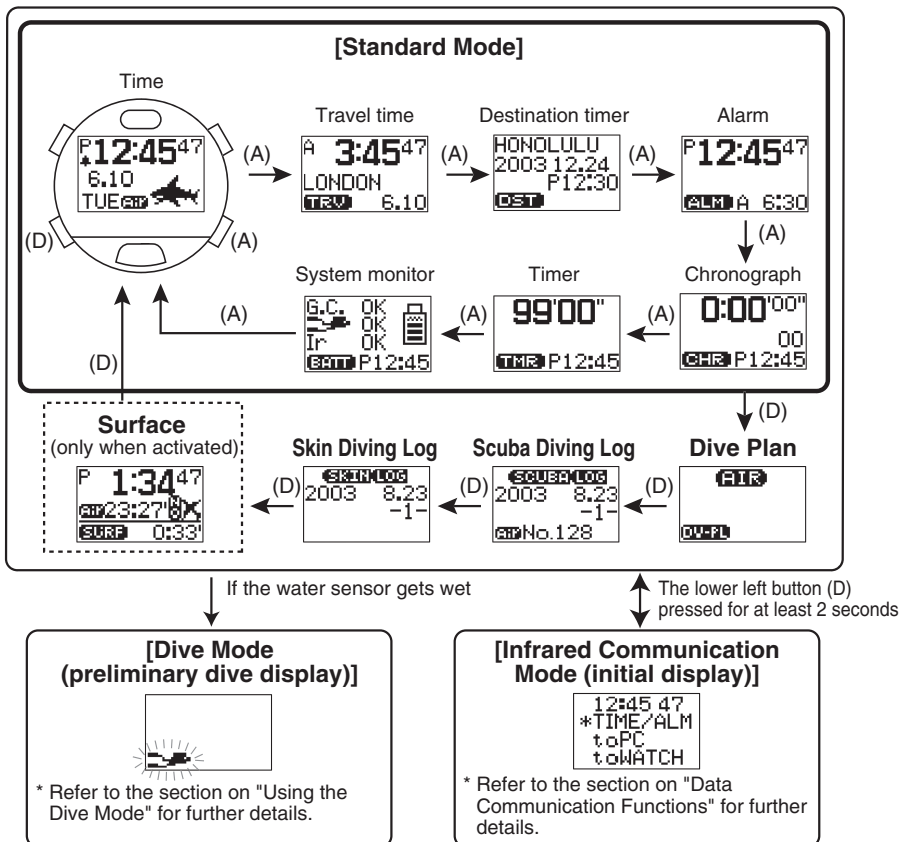 [Standard Mode]
Time
P12:45 47
6.10
TUE
(D)
(A)
(A)
Travel time
A 3:45 47
LONDON
TRV 6.10
(A)
Destination timer
HONOLULU
2003 12.24
P12:30
DST
(A)
Alarm
P12:45 47
ALM A 6:30
(A)
System monitor
G.C. OK
OK
Ir OK
BATT P12:45
(A)
Timer
99'00"
TMR P12:45
(A)
Chronograph
0:00'00"
00
CHR P12:45
(A)
(D)
(D)
Surface
(only when activated)
P 1:34 47
23:27'
SURF 0:33'
(D)
Skin Diving Log
SKIN LOG
2003 8.23
-1-
(D)
Scuba Diving Log
SCUBA LOG
2003 8.23
-1-
No.128
(D)
Dive Plan
AIR
DV-PL
If the water sensor gets wet
The lower left button (D)
pressed for at least 2 seconds
[Dive Mode
(preliminary dive display)]
* Refer to the section on "Using the
Dive Mode" for further details.
[Infrared Communication
Mode (initial display)]
12:45 47
*TIME/ALM
toPC
toWATCH
* Refer to the section on "Data
Communication Functions" for further
details.